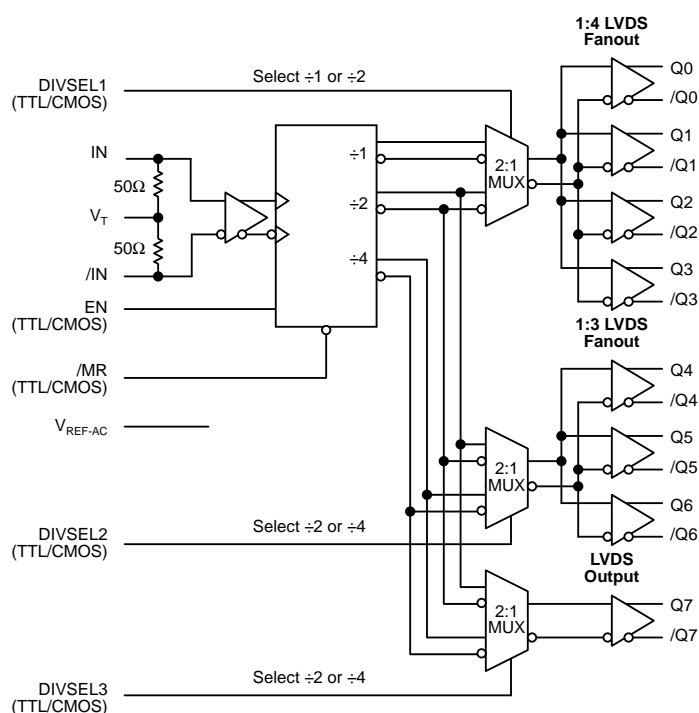 1:4 LVDS
Fanout
DIVSEL1
(TTL/CMOS)
Select ÷1 or ÷2
Q0
/Q0
IN
÷1
2:1
MUX
Q1
/Q1
50Ω
VT
÷2
Q2
/Q2
50Ω
/IN
÷4
Q3
/Q3
EN
(TTL/CMOS)
1:3 LVDS
Fanout
/MR
(TTL/CMOS)
Q4
/Q4
VREF-AC
2:1
MUX
Q5
/Q5
Q6
/Q6
DIVSEL2
(TTL/CMOS)
Select ÷2 or ÷4
LVDS
Output
2:1
MUX
Q7
/Q7
DIVSEL3
(TTL/CMOS)
Select ÷2 or ÷4